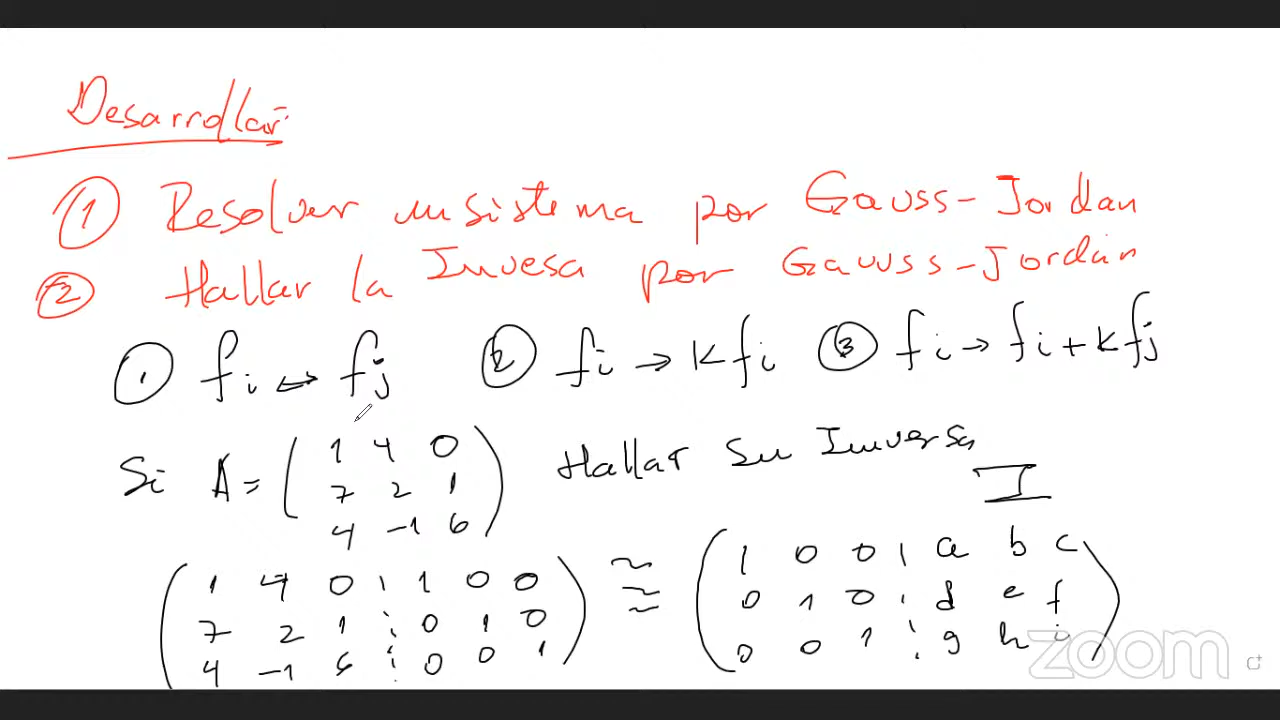 Desarrollar
① Resolver un sistema por Gauss-Jordan
② Hallar la Invesa por Gauuss-Jordan
① fi ↔ fj ② fi → kfi ③ fi → fi + kfj
Si A = ( 1 4 0 Hallar su Inversa
7 2 1 I
4 -1 6 )
( 1 4 0 ¦ 1 0 0 ≈ ( 1 0 0 ¦ a b c
7 2 1 ¦ 0 1 0 ~ 0 1 0 ¦ d e f
4 -1 6 ¦ 0 0 1 ) 0 0 1 ¦ g h i )
zoom